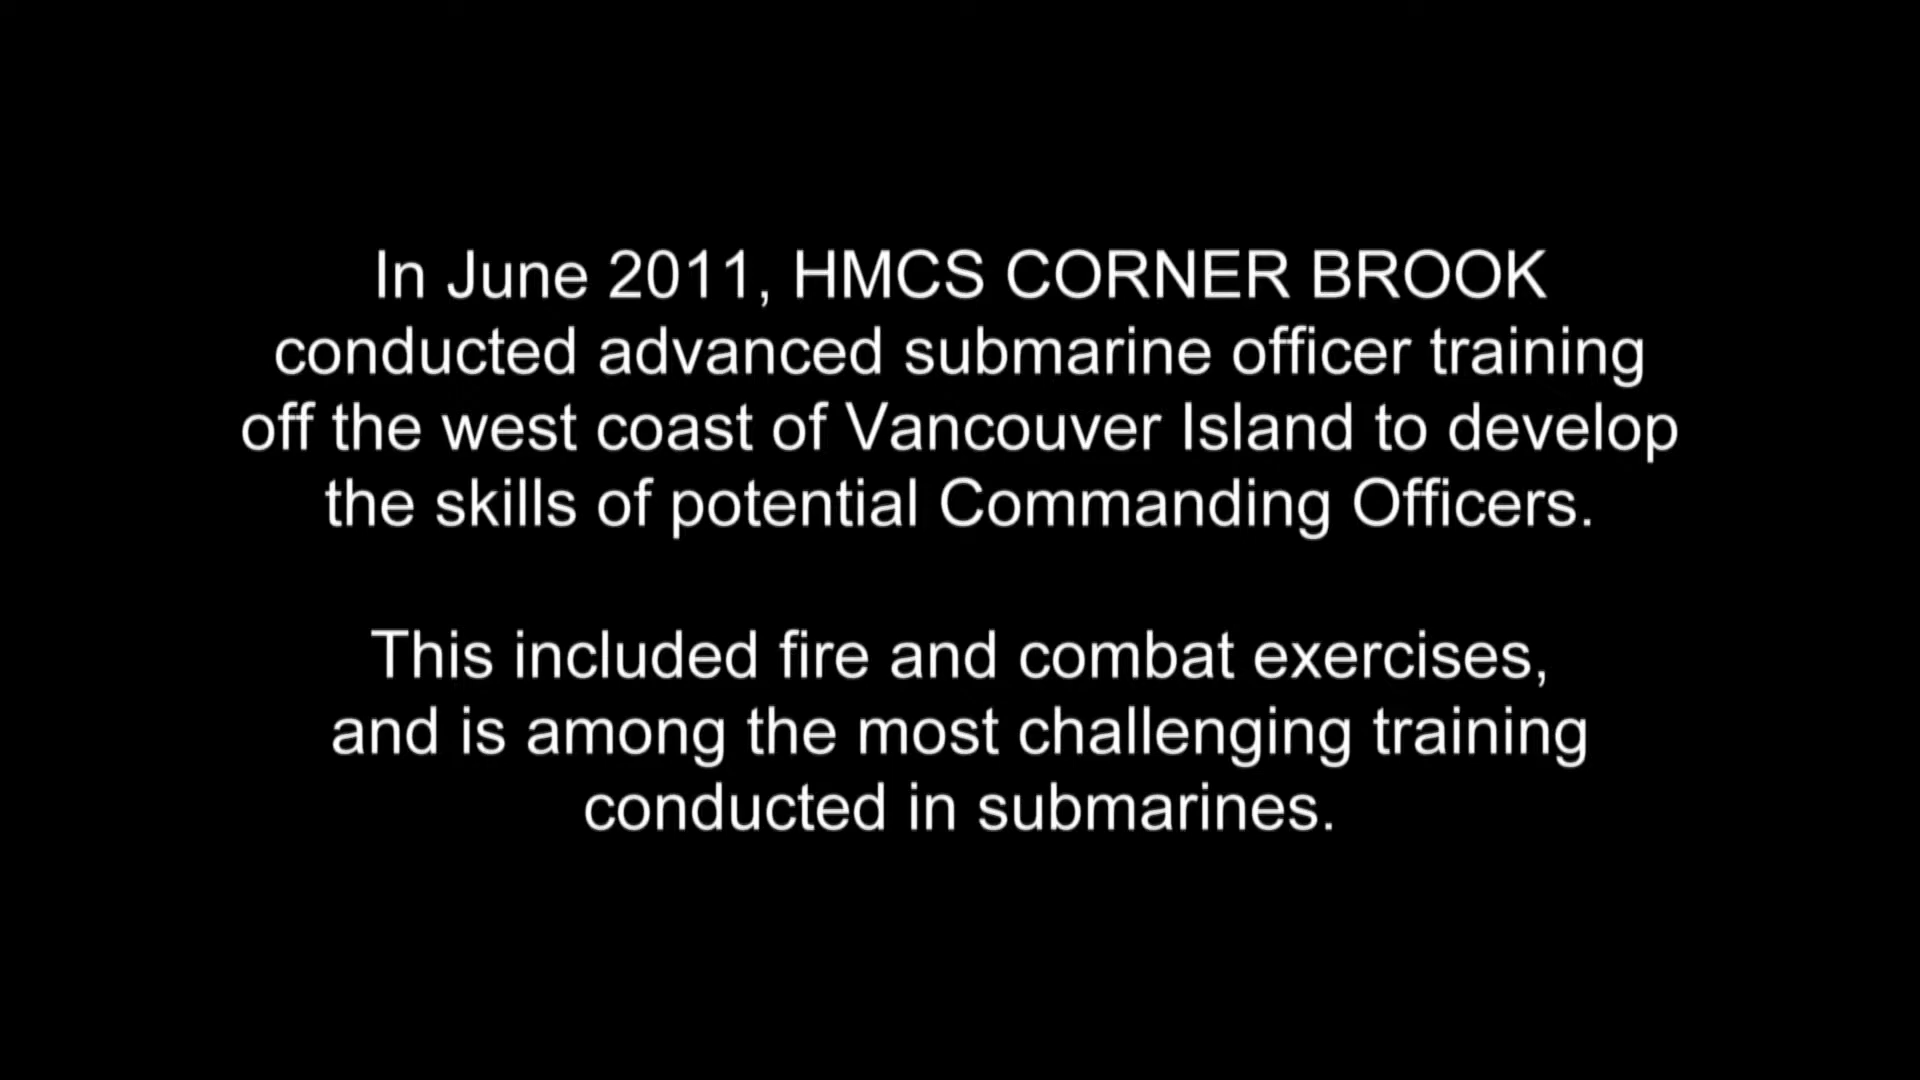 In June 2011, HMCS CORNER BROOK
conducted advanced submarine officer training
off the west coast of Vancouver Island to develop
the skills of potential Commanding Officers.
This included fire and combat exercises,
and is among the most challenging training
conducted in submarines.